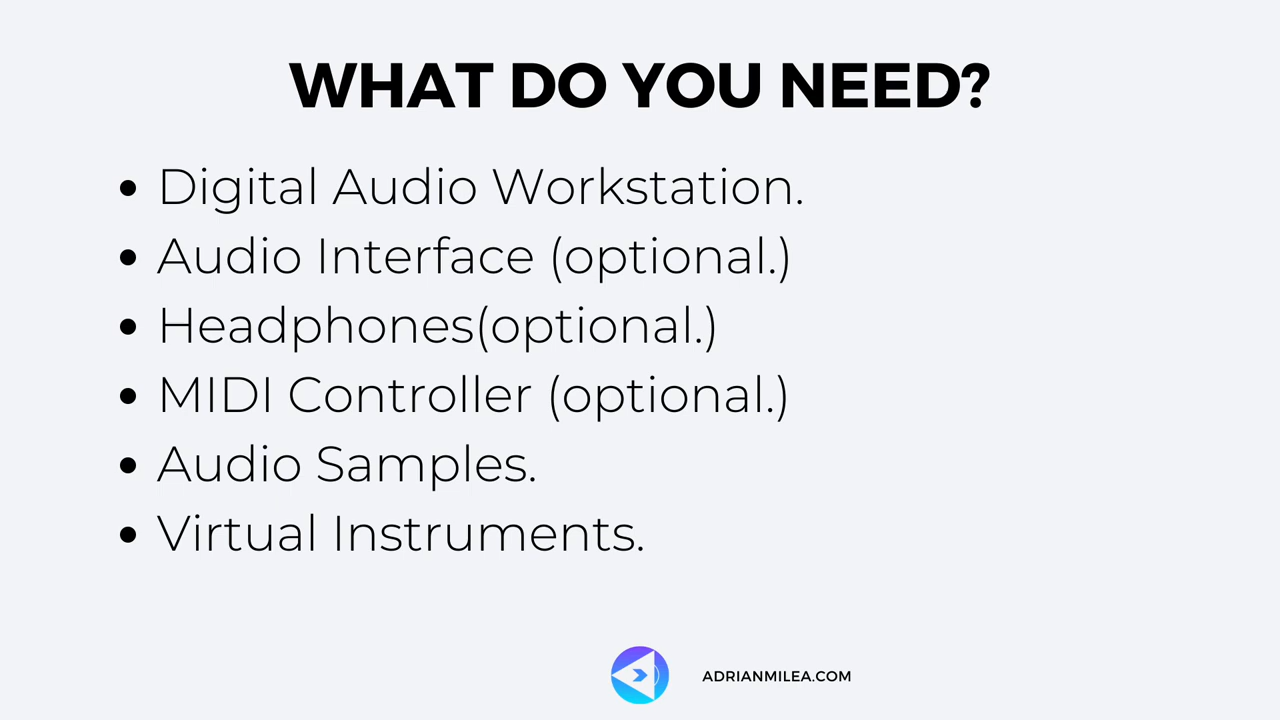 WHAT DO YOU NEED?
• Digital Audio Workstation.
• Audio Interface (optional.)
• Headphones(optional.)
• MIDI Controller (optional.)
• Audio Samples.
• Virtual Instruments.
ADRIANMILEA.COM